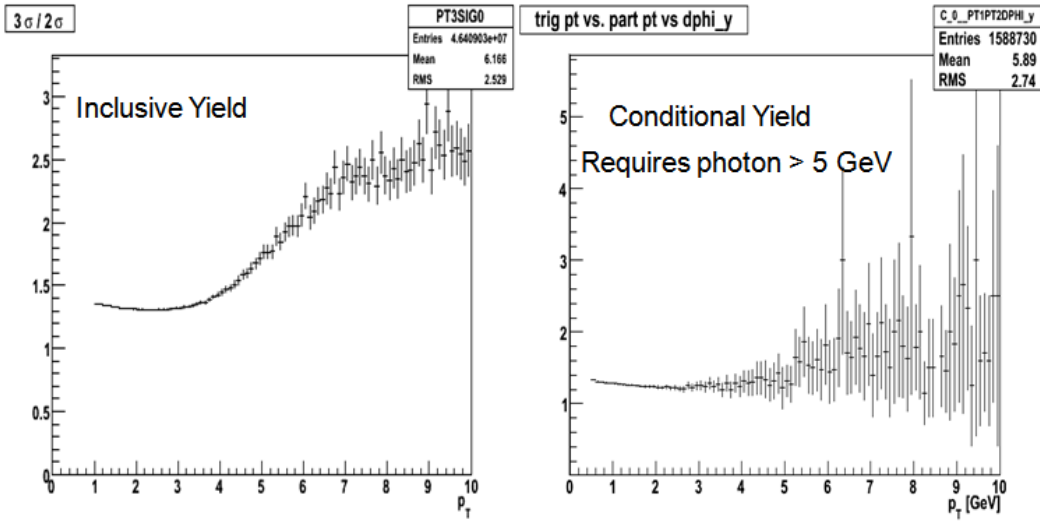 3 σ / 2 σ
PT3SIG0
Entries 4.640903e+07
Mean 6.166
RMS 2.529
Inclusive Yield
3
2.5
2
1.5
1
0.5
0
0 1 2 3 4 5 6 7 8 9 10
p_T
trig pt vs. part pt vs dphi_y
C_0__PT1PT2DPHI_y
Entries 1588730
Mean 5.89
RMS 2.74
Conditional Yield
Requires photon > 5 GeV
5
4
3
2
1
0 1 2 3 4 5 6 7 8 9 10
p_T [GeV]